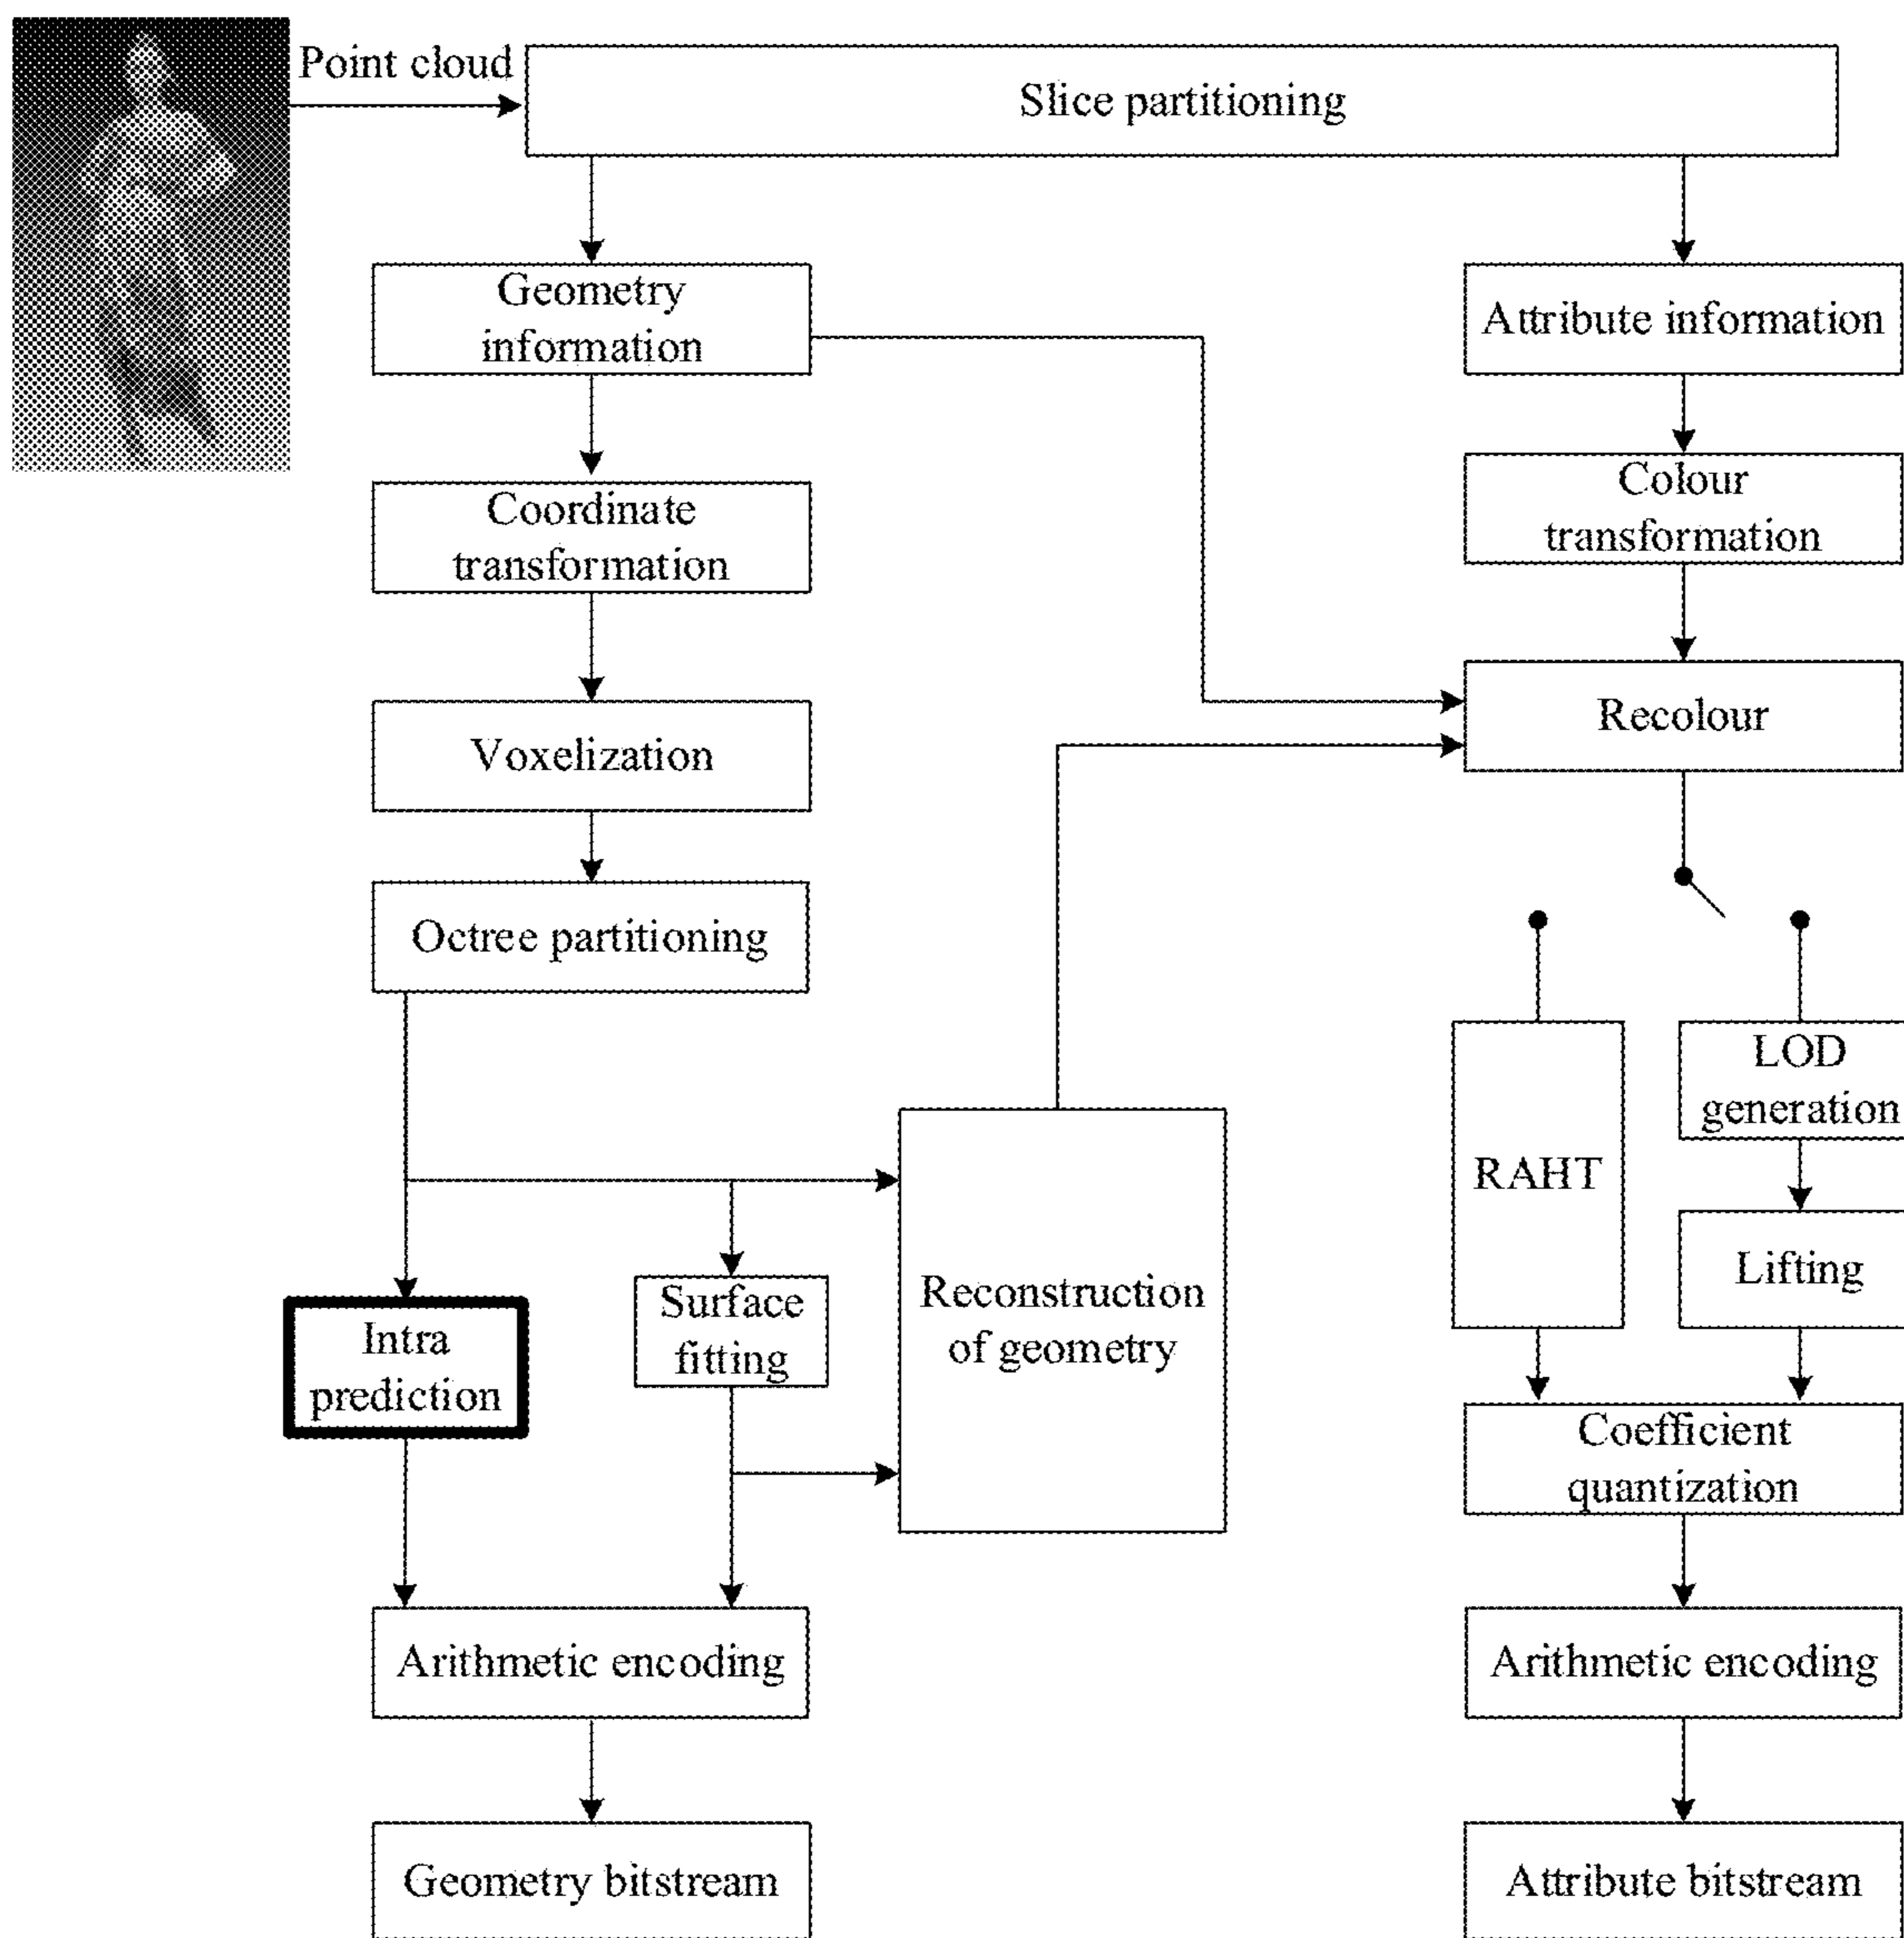 Point cloud
Slice partitioning
Geometry
information
Attribute information
Coordinate
transformation
Colour
transformation
Voxelization
Recolour
Octree partitioning
LOD
generation
RAHT
Lifting
Surface
fitting
Reconstruction
of geometry
Intra
prediction
Coefficient
quantization
Arithmetic encoding
Arithmetic encoding
Geometry bitstream
Attribute bitstream